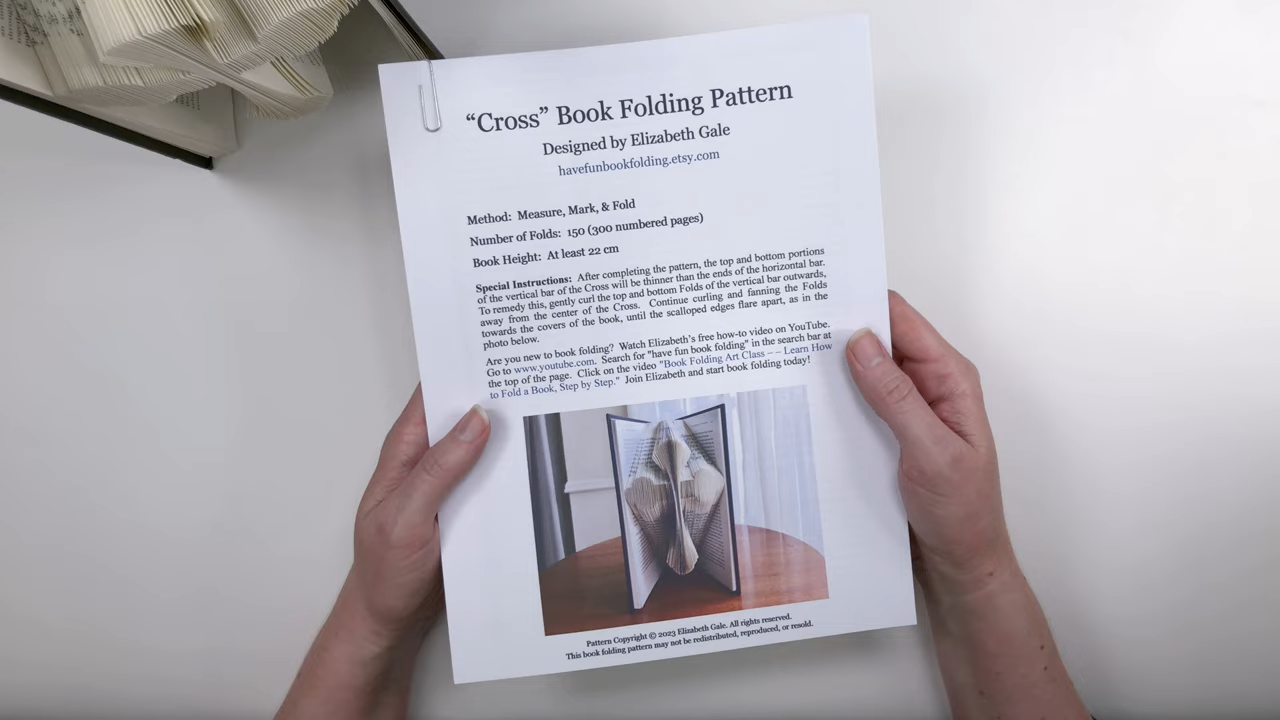 “Cross” Book Folding Pattern
Designed by Elizabeth Gale
havefunbookfolding.etsy.com
Method: Measure, Mark, & Fold
Number of Folds: 150 (300 numbered pages)
Book Height: At least 22 cm
Special Instructions: After completing the pattern, the top and bottom portions
of the vertical bar of the Cross will be thinner than the ends of the horizontal bar.
To remedy this, gently curl the top and bottom Folds of the vertical bar outwards,
away from the center of the Cross. Continue curling and fanning the Folds
towards the covers of the book, until the scalloped edges flare apart, as in the
photo below.
Are you new to book folding? Watch Elizabeth's free how-to video on YouTube.
Go to www.youtube.com. Search for "have fun book folding" in the search bar at
the top of the page. Click on the video "Book Folding Art Class – – Learn How
to Fold a Book, Step by Step." Join Elizabeth and start book folding today!
Pattern Copyright © 2023 Elizabeth Gale. All rights reserved.
This book folding pattern may not be redistributed, reproduced, or resold.